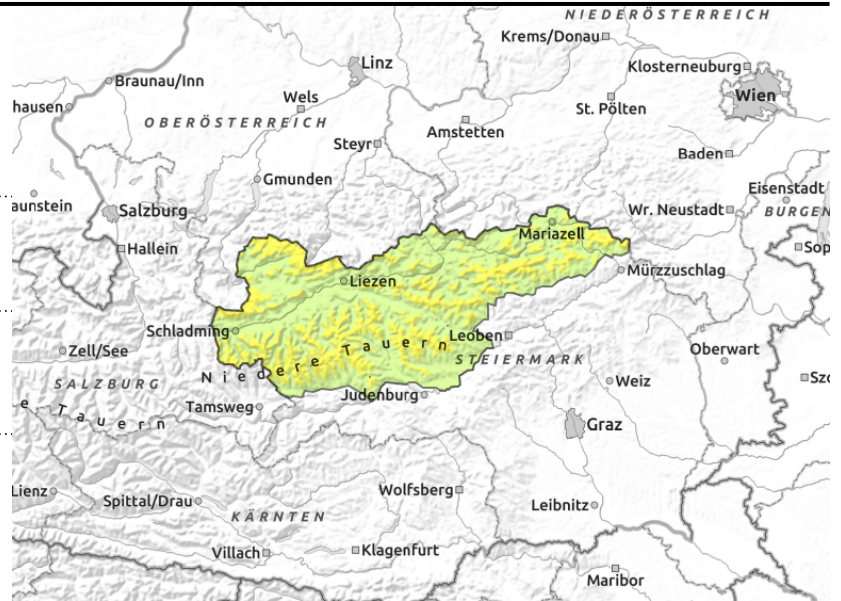 NIEDERÖSTERREICH
Krems/Donau
Linz
Klosterneuburg
Braunau/Inn
Wien
Wels
hausen
St. Pölten
OBERÖSTERREICH
Amstetten
Steyr
Baden
Gmunden
Eisenstadt
aunstein
Salzburg
Wr. Neustadt
BURGEN
Mariazell
Hallein
Sop
Mürzzuschlag
Liezen
Schladming
Leoben
Zell/See
Oberwart
STEIERMARK
Niedere Tauern
SALZBURG
Weiz
Szo
Judenburg
Tamsweg
e Tauern
Graz
Lienz
Wolfsberg
Spittal/Drau
Leibnitz
KÄRNTEN
Villach
Klagenfurt
Maribor